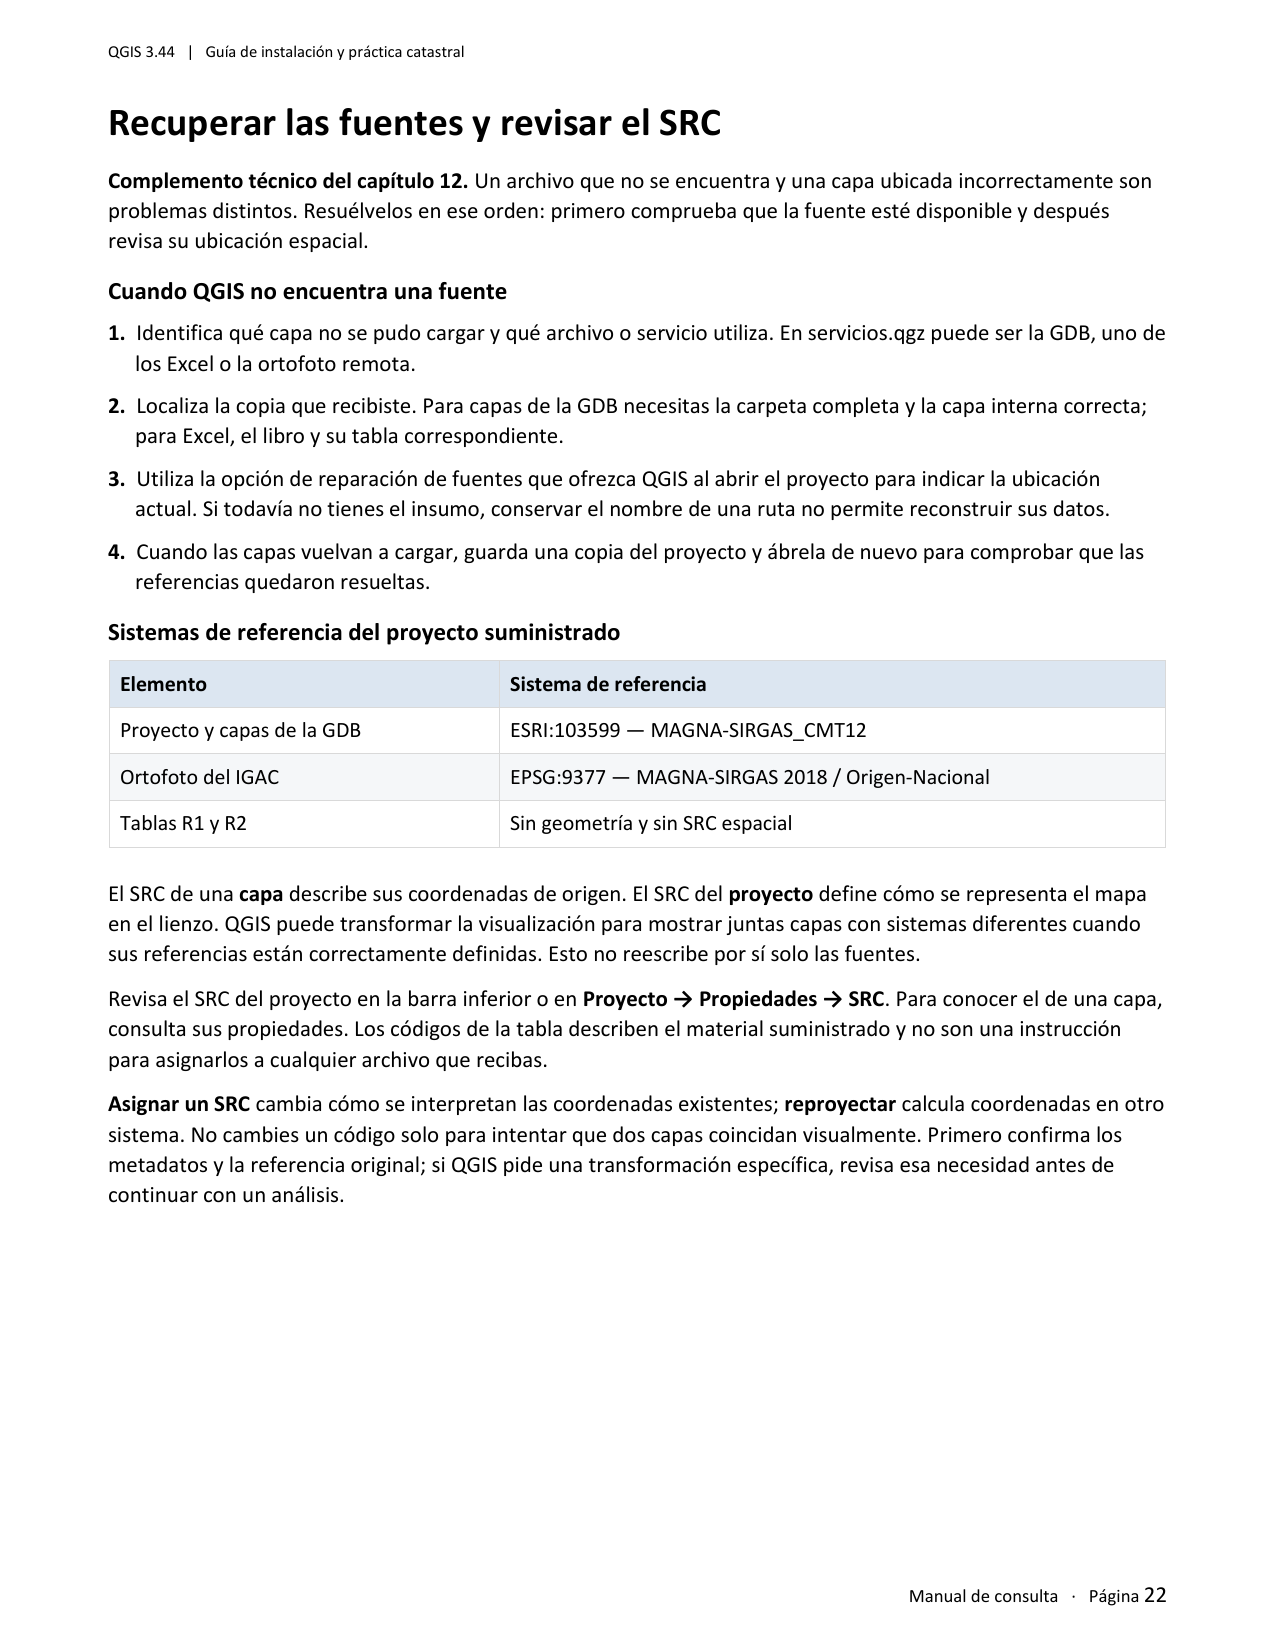 QGIS 3.44 | Guía de instalación y práctica catastral
Recuperar las fuentes y revisar el SRC
Complemento técnico del capítulo 12. Un archivo que no se encuentra y una capa ubicada incorrectamente son
problemas distintos. Resuélvelos en ese orden: primero comprueba que la fuente esté disponible y después
revisa su ubicación espacial.
Cuando QGIS no encuentra una fuente
1. Identifica qué capa no se pudo cargar y qué archivo o servicio utiliza. En servicios.qgz puede ser la GDB, uno de
los Excel o la ortofoto remota.
2. Localiza la copia que recibiste. Para capas de la GDB necesitas la carpeta completa y la capa interna correcta;
para Excel, el libro y su tabla correspondiente.
3. Utiliza la opción de reparación de fuentes que ofrezca QGIS al abrir el proyecto para indicar la ubicación
actual. Si todavía no tienes el insumo, conservar el nombre de una ruta no permite reconstruir sus datos.
4. Cuando las capas vuelvan a cargar, guarda una copia del proyecto y ábrela de nuevo para comprobar que las
referencias quedaron resueltas.
Sistemas de referencia del proyecto suministrado
Elemento Sistema de referencia
Proyecto y capas de la GDB ESRI:103599 — MAGNA-SIRGAS_CMT12
Ortofoto del IGAC EPSG:9377 — MAGNA-SIRGAS 2018 / Origen-Nacional
Tablas R1 y R2 Sin geometría y sin SRC espacial
El SRC de una capa describe sus coordenadas de origen. El SRC del proyecto define cómo se representa el mapa
en el lienzo. QGIS puede transformar la visualización para mostrar juntas capas con sistemas diferentes cuando
sus referencias están correctamente definidas. Esto no reescribe por sí solo las fuentes.
Revisa el SRC del proyecto en la barra inferior o en Proyecto → Propiedades → SRC. Para conocer el de una capa,
consulta sus propiedades. Los códigos de la tabla describen el material suministrado y no son una instrucción
para asignarlos a cualquier archivo que recibas.
Asignar un SRC cambia cómo se interpretan las coordenadas existentes; reproyectar calcula coordenadas en otro
sistema. No cambies un código solo para intentar que dos capas coincidan visualmente. Primero confirma los
metadatos y la referencia original; si QGIS pide una transformación específica, revisa esa necesidad antes de
continuar con un análisis.
Manual de consulta · Página 22